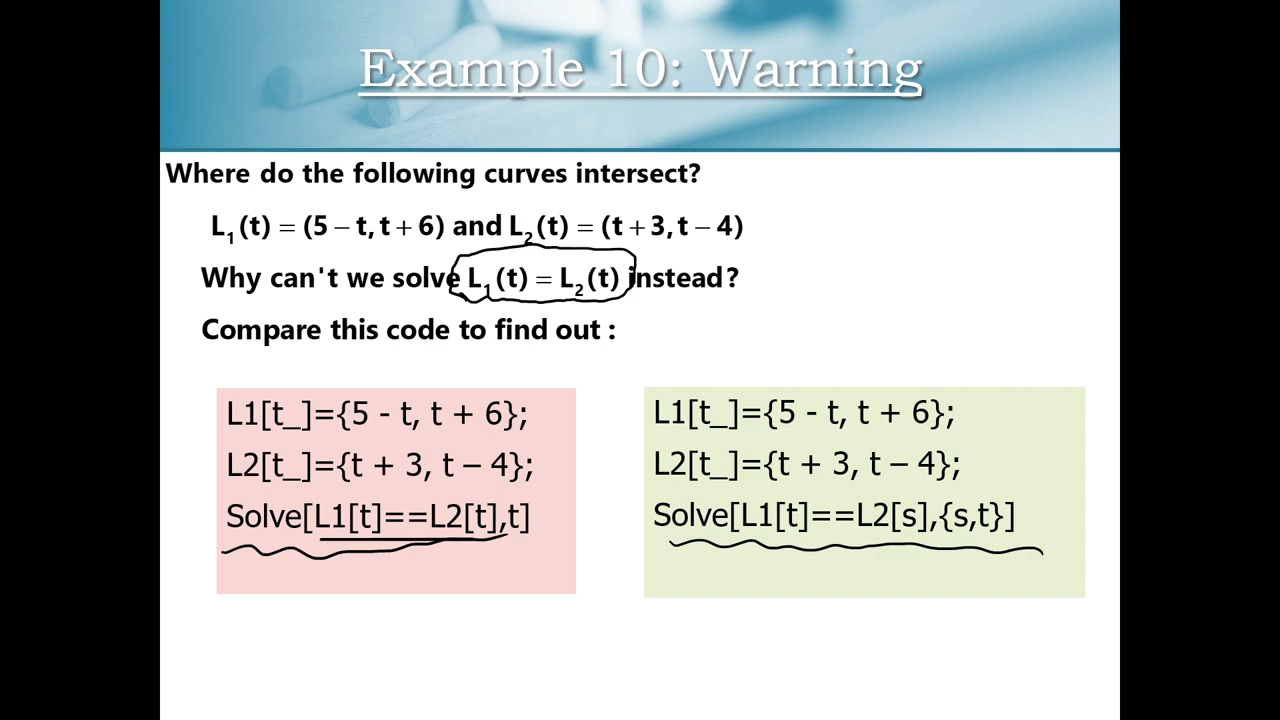 Example 10: Warning
Where do the following curves intersect?
L₁(t) = (5 − t, t + 6) and L₂(t) = (t + 3, t − 4)
Why can't we solve L₁(t) = L₂(t) instead?
Compare this code to find out :
L1[t_]={5 - t, t + 6};
L2[t_]={t + 3, t – 4};
Solve[L1[t]==L2[t],t]
L1[t_]={5 - t, t + 6};
L2[t_]={t + 3, t – 4};
Solve[L1[t]==L2[s],{s,t}]